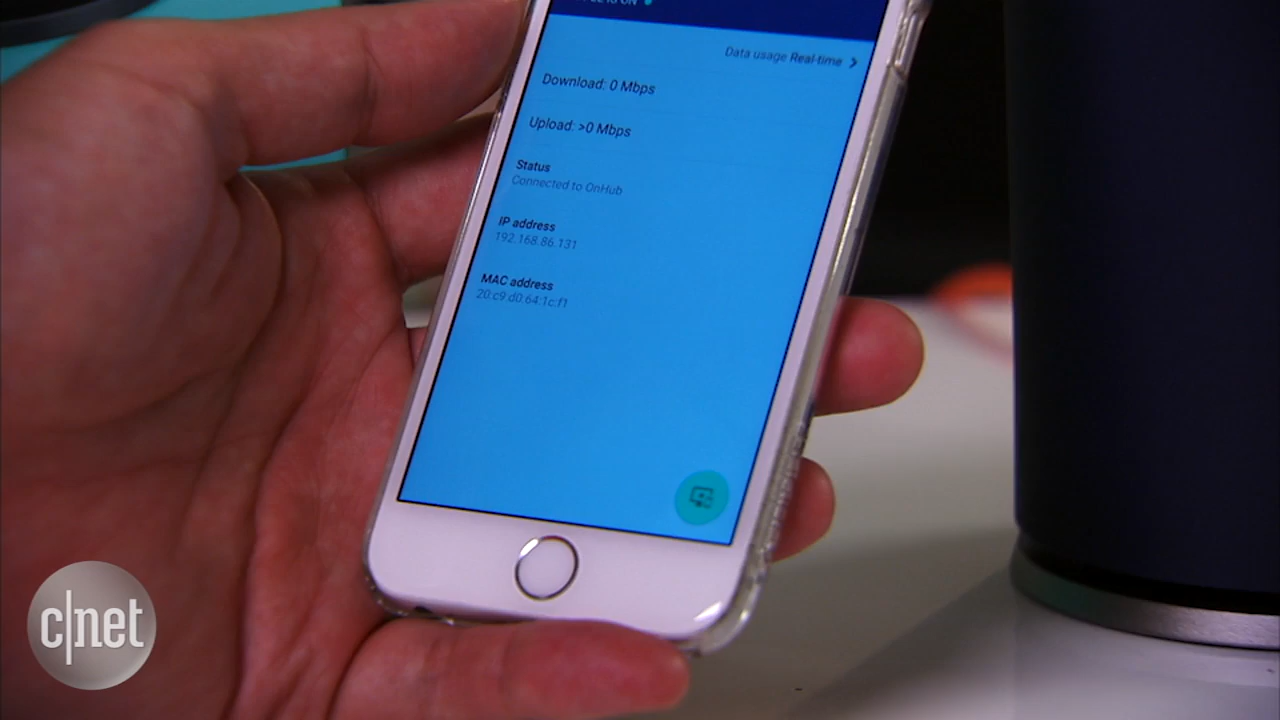 Data usage Real-time
Download: 0 Mbps
Upload: >0 Mbps
Status
Connected to OnHub
IP address
192.168.86.131
MAC address
20:c9:d0:64:1c:f1
c|net